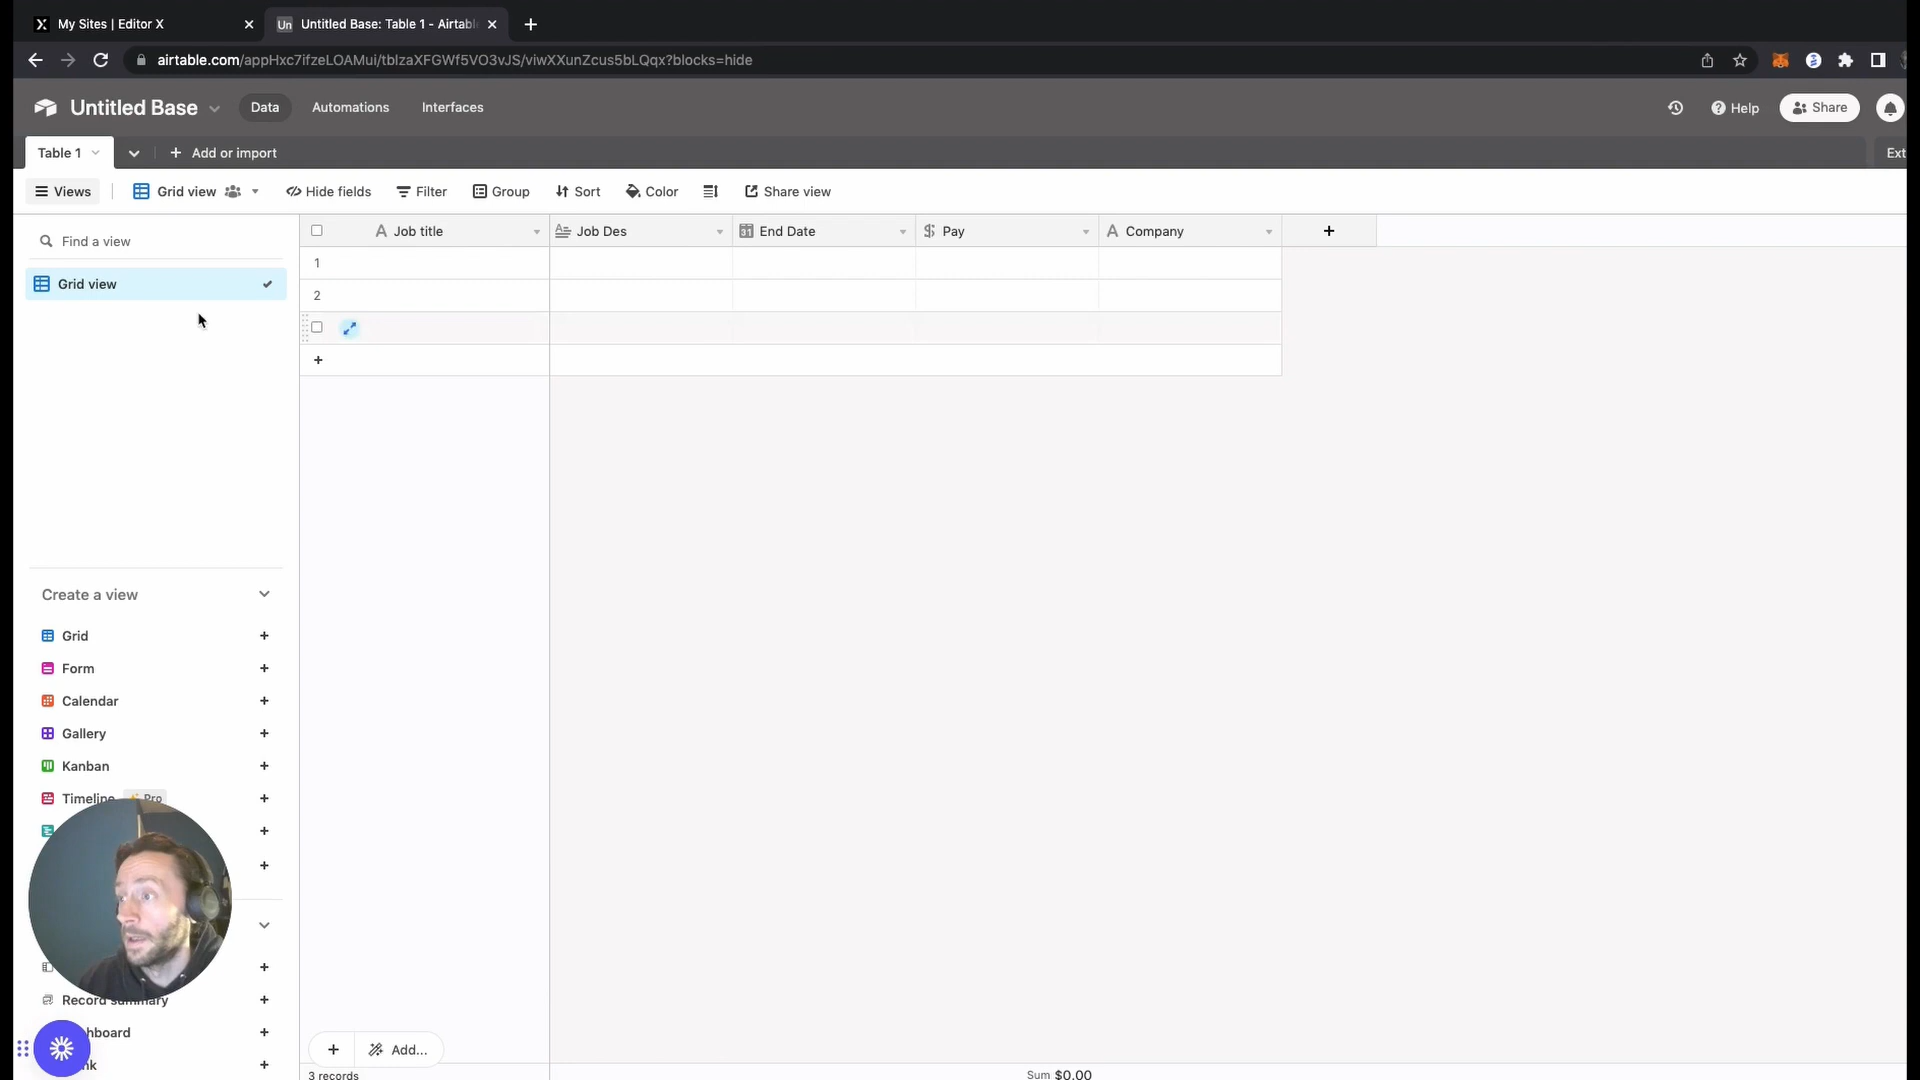 My Sites | Editor X
Un Untitled Base: Table 1 - Airtabl
airtable.com/appHxc7ifzeLOAMui/tblzaXFGWf5VO3vJS/viwXXunZcus5bLQqx?blocks=hide
Untitled Base
Data
Automations
Interfaces
Help
Share
Table 1
Add or import
Ext
Views
Grid view
Hide fields
Filter
Group
Sort
Color
Share view
Find a view
Grid view
Job title
Job Des
End Date
Pay
Company
1
2
Create a view
Grid
Form
Calendar
Gallery
Kanban
Timeline Pro
Record summary
hboard
nk
Add...
3 records
Sum $0.00